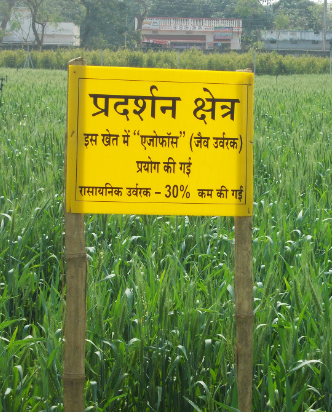 प्रदर्शन क्षेत्र
इस खेत में "एजोफॉस" (जैव उर्वरक)
प्रयोग की गई
रासायनिक उर्वरक - 30% कम की गई